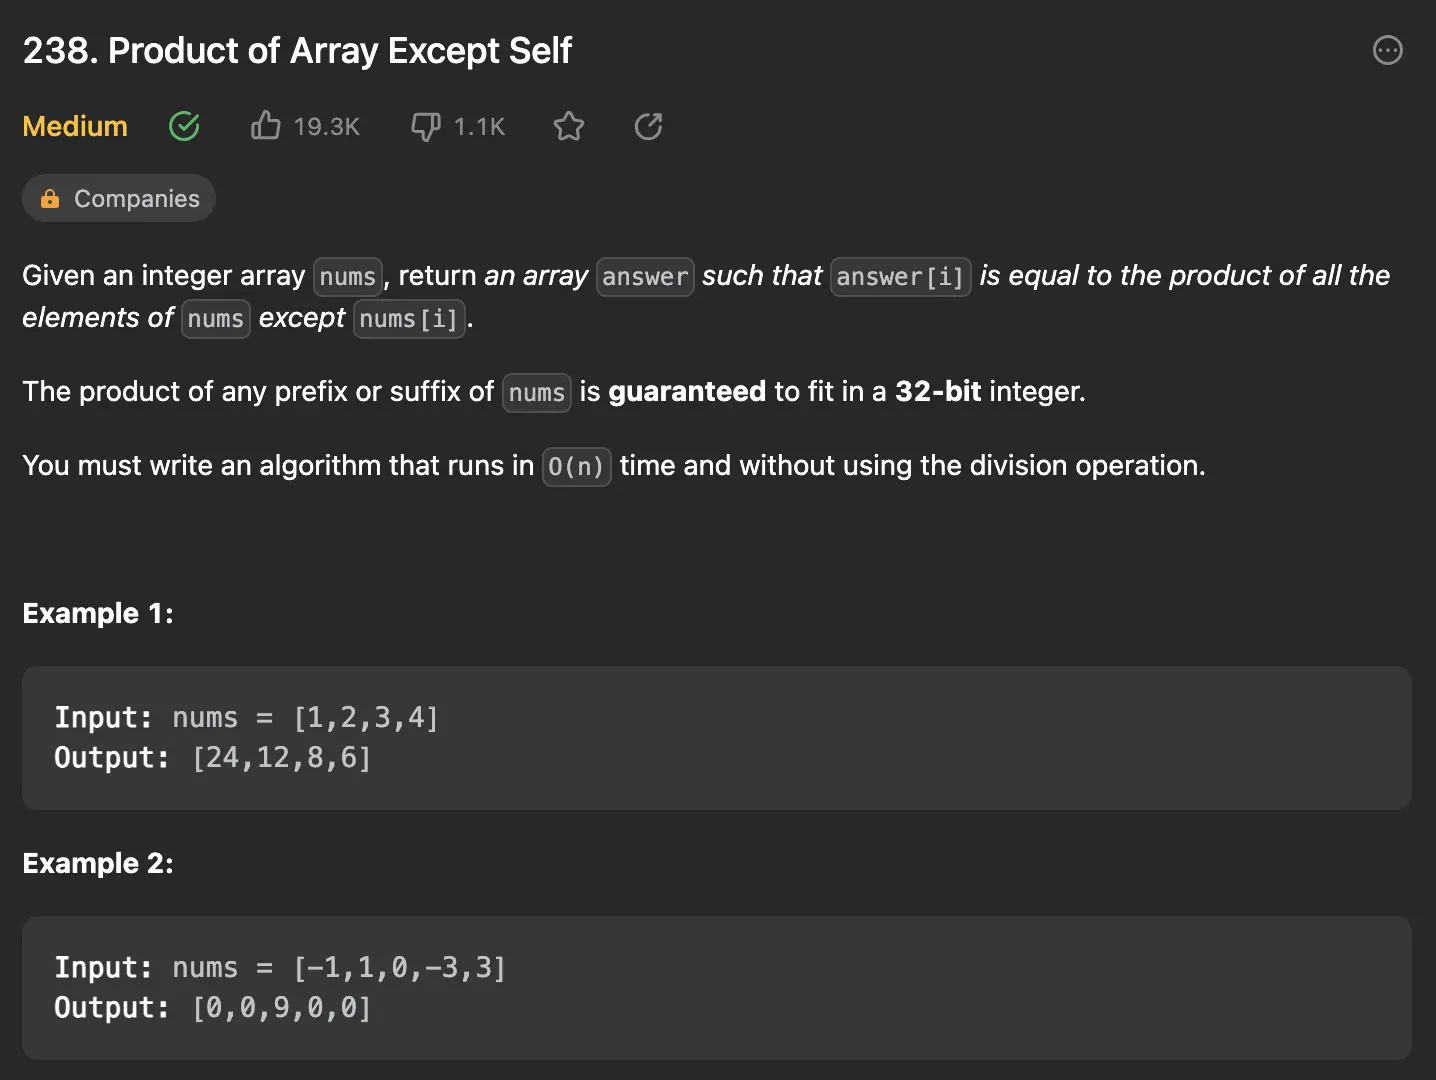 238. Product of Array Except Self
Medium 19.3K 1.1K
Companies
Given an integer array nums, return an array answer such that answer[i] is equal to the product of all the
elements of nums except nums[i].
The product of any prefix or suffix of nums is guaranteed to fit in a 32-bit integer.
You must write an algorithm that runs in O(n) time and without using the division operation.
Example 1:
Input: nums = [1,2,3,4]
Output: [24,12,8,6]
Example 2:
Input: nums = [-1,1,0,-3,3]
Output: [0,0,9,0,0]